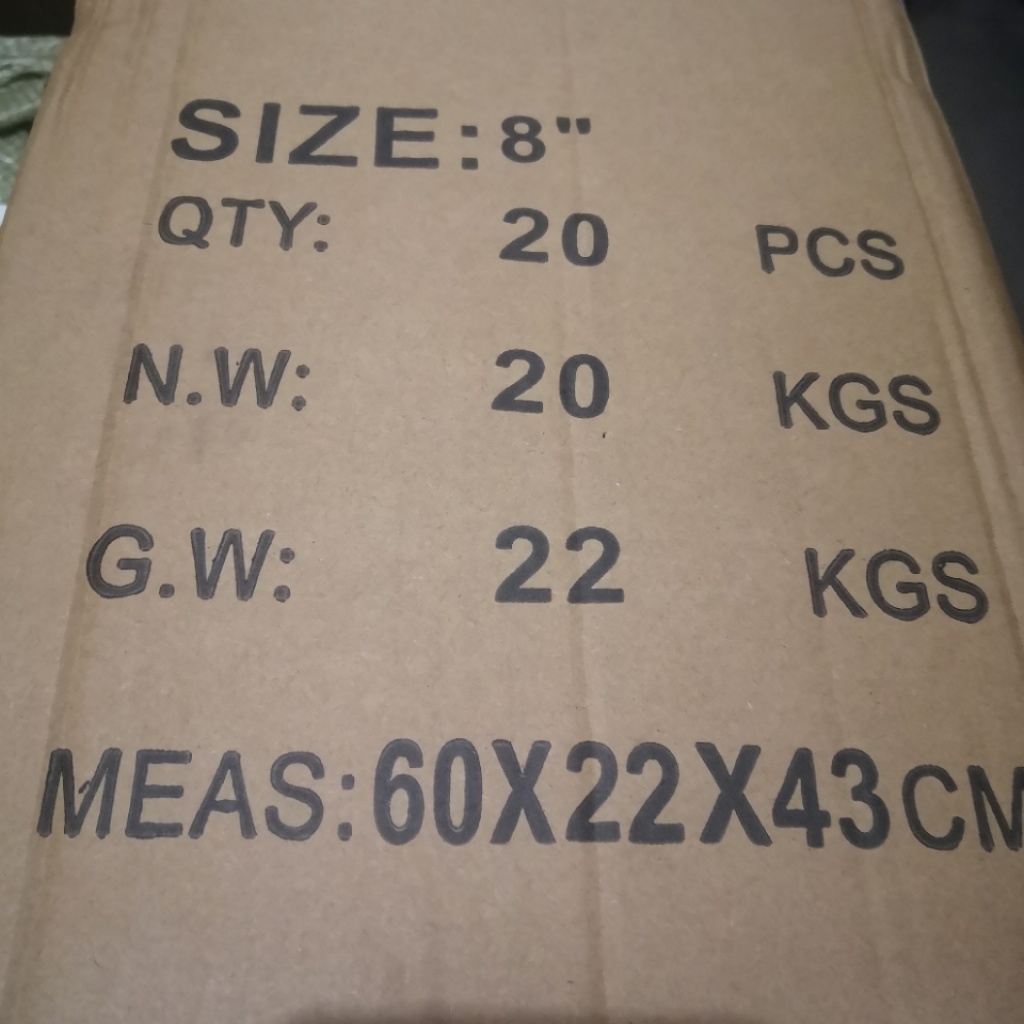 SIZE:8"
QTY: 20 PCS
N.W: 20 KGS
G.W: 22 KGS
MEAS:60X22X43CM